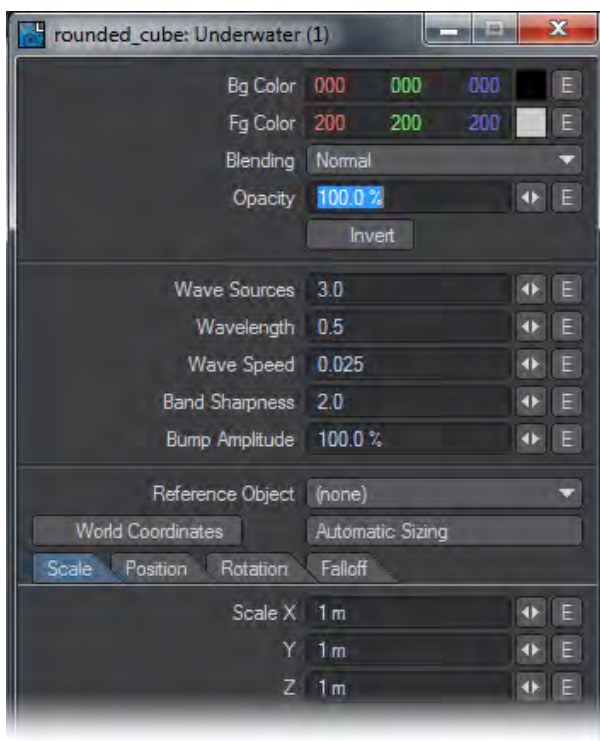 rounded_cube: Underwater (1)
Bg Color 000 000 000 E
Fg Color 200 200 200 E
Blending Normal
Opacity 100.0 % E
Invert
Wave Sources 3.0 E
Wavelength 0.5 E
Wave Speed 0.025 E
Band Sharpness 2.0 E
Bump Amplitude 100.0 % E
Reference Object (none)
World Coordinates Automatic Sizing
Scale Position Rotation Falloff
Scale X 1 m E
Y 1 m E
Z 1 m E